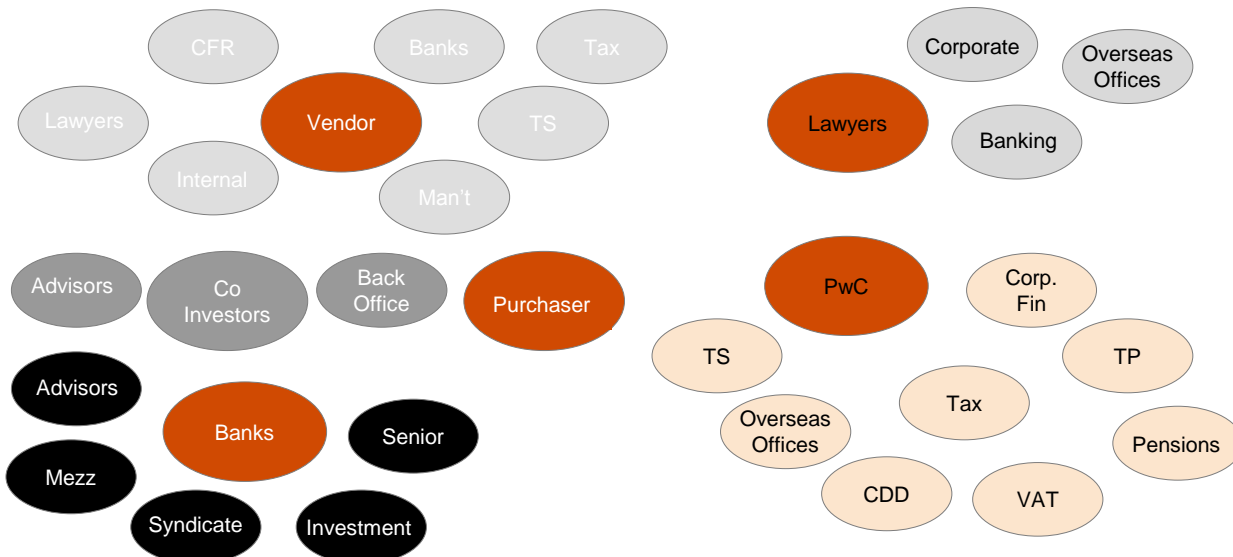 CFR
Banks
Tax
Lawyers
Vendor
TS
Internal
Man't
Corporate
Overseas
Offices
Lawyers
Banking
Advisors
Co
Investors
Back
Office
Purchaser
PwC
Corp.
Fin
TS
TP
Tax
Overseas
Offices
Pensions
CDD
VAT
Advisors
Banks
Senior
Mezz
Syndicate
Investment